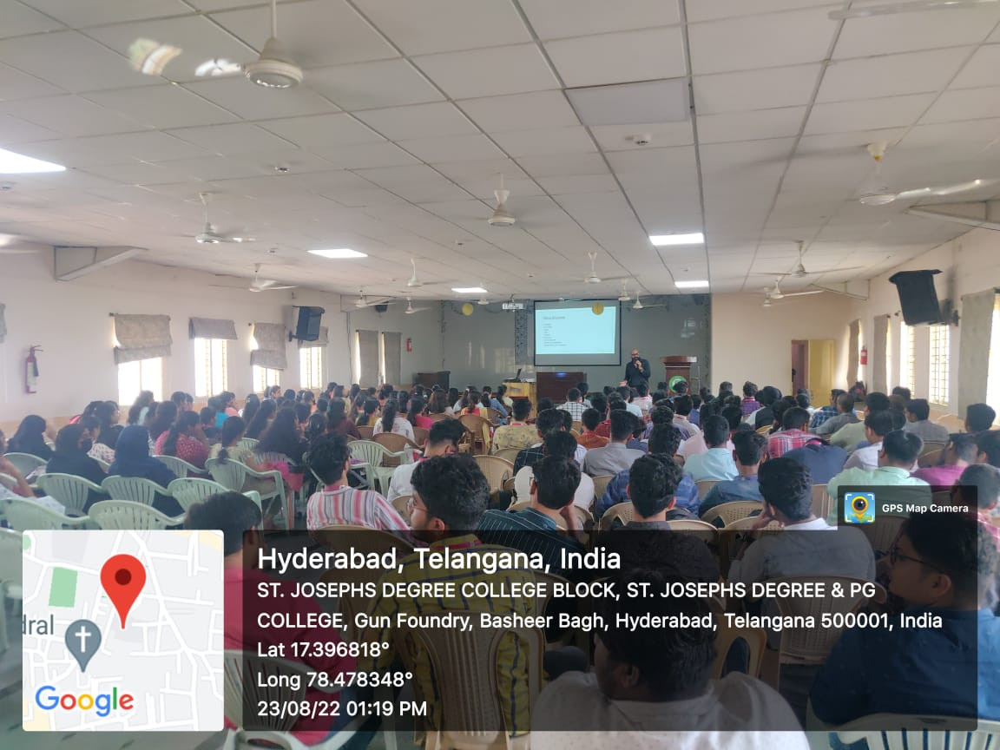 GPS Map Camera
Hyderabad, Telangana, India
ST. JOSEPHS DEGREE COLLEGE BLOCK, ST. JOSEPHS DEGREE & PG
COLLEGE, Gun Foundry, Basheer Bagh, Hyderabad, Telangana 500001, India
Lat 17.396818°
Long 78.478348°
23/08/22 01:19 PM
dral
Google